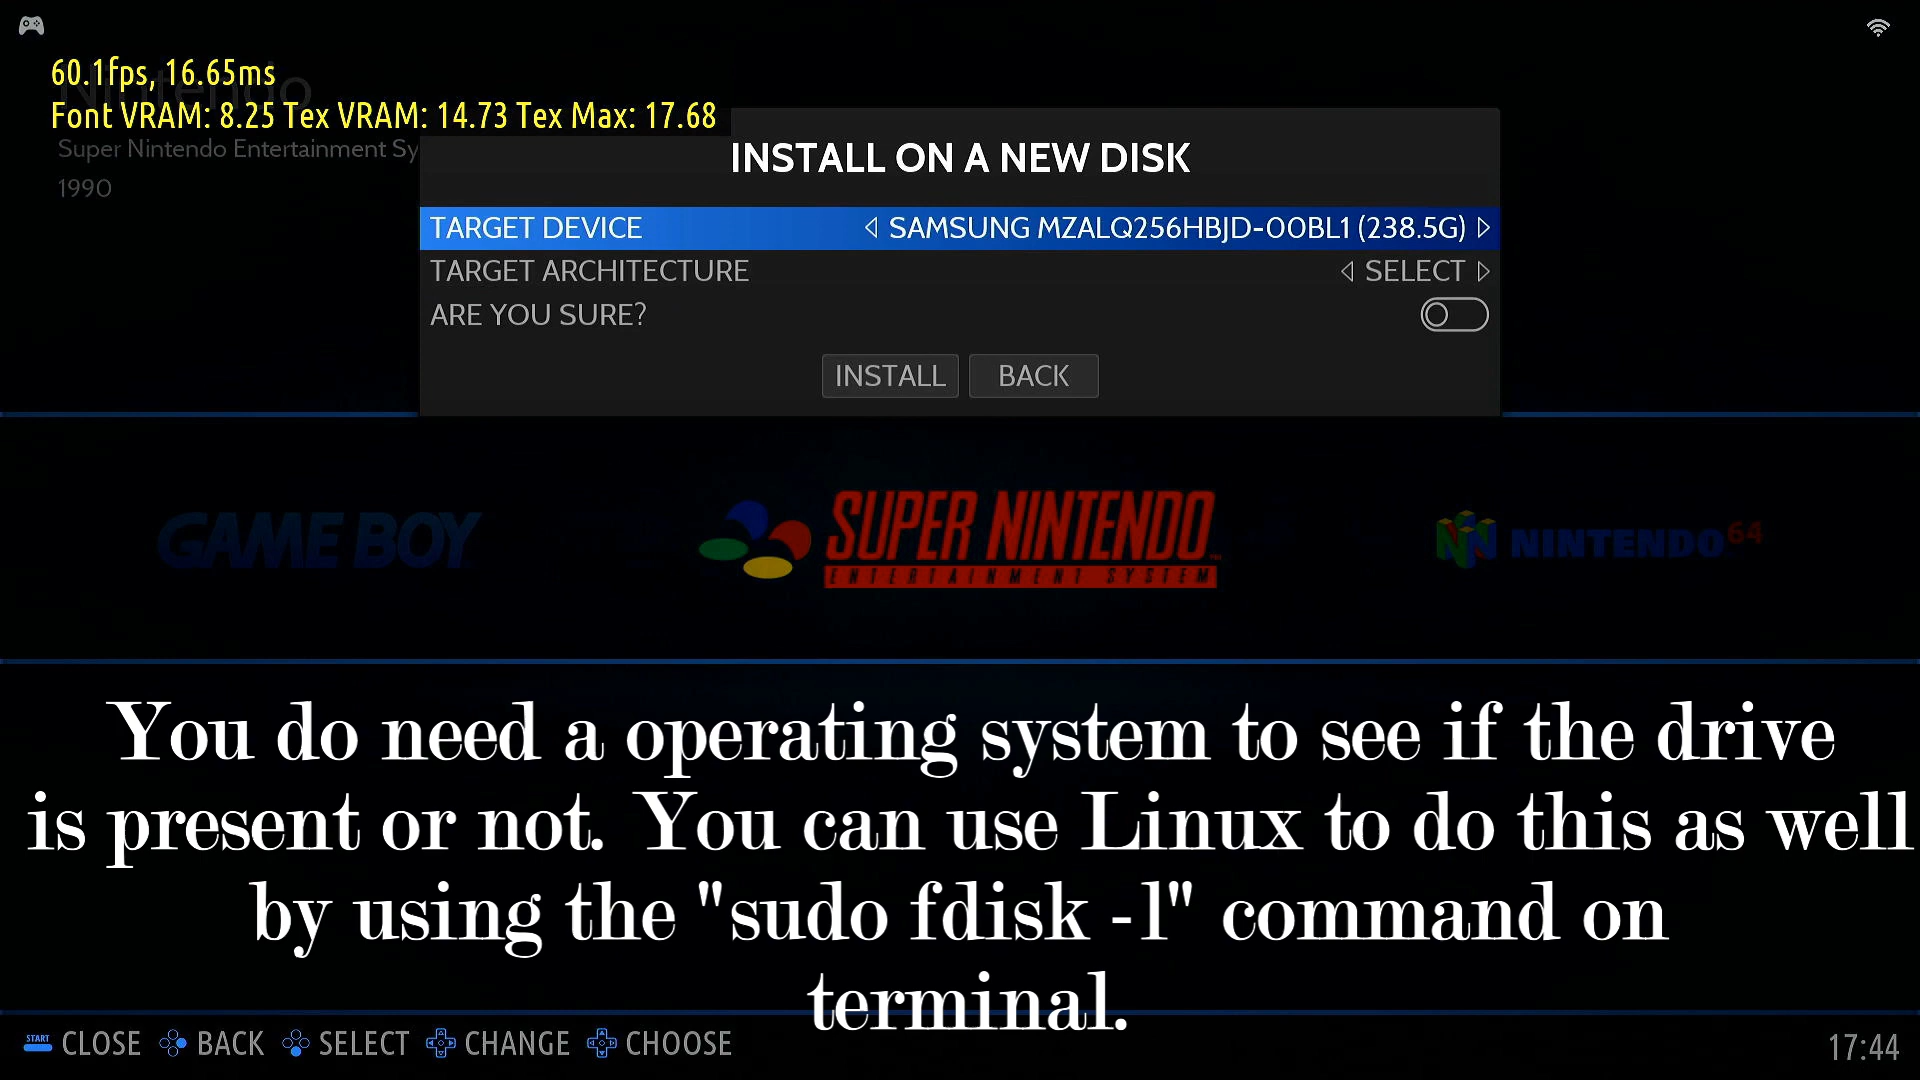 Nintendo
60.1fps, 16.65ms
Font VRAM: 8.25 Tex VRAM: 14.73 Tex Max: 17.68
Super Nintendo Entertainment Sy
1990
INSTALL ON A NEW DISK
TARGET DEVICE SAMSUNG MZALQ256HBJD-00BL1 (238.5G)
TARGET ARCHITECTURE SELECT
ARE YOU SURE?
INSTALL BACK
GAME BOY
SUPER NINTENDO
ENTERTAINMENT SYSTEM
NINTENDO 64
You do need a operating system to see if the drive
is present or not. You can use Linux to do this as well
by using the "sudo fdisk -l" command on
terminal.
START CLOSE BACK SELECT CHANGE CHOOSE
17:44